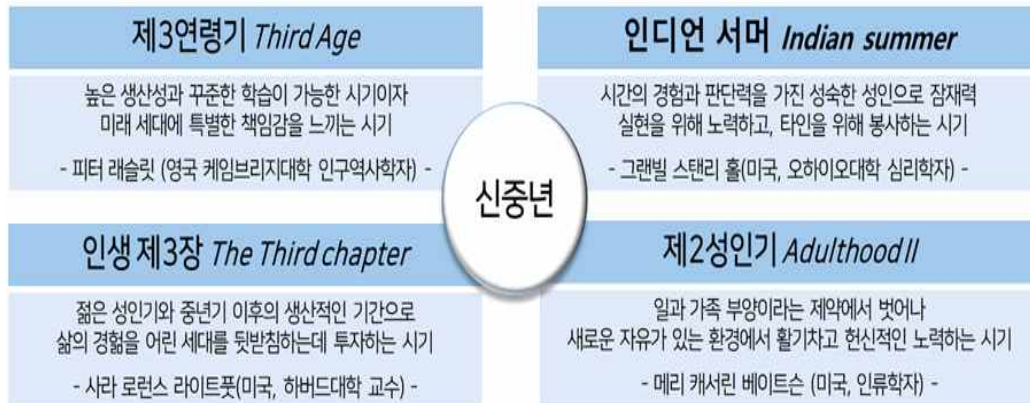 제3연령기 Third Age
높은 생산성과 꾸준한 학습이 가능한 시기이자
미래 세대에 특별한 책임감을 느끼는 시기
- 피터 래슬릿 (영국 케임브리지대학 인구역사학자) -
인디언 서머 Indian summer
시간의 경험과 판단력을 가진 성숙한 성인으로 잠재력
실현을 위해 노력하고, 타인을 위해 봉사하는 시기
- 그랜빌 스탠리 홀(미국, 오하이오대학 심리학자) -
신중년
인생 제3장 The Third chapter
젊은 성인기와 중년기 이후의 생산적인 기간으로
삶의 경험을 어린 세대를 뒷받침하는데 투자하는 시기
- 사라 로런스 라이트풋(미국, 하버드대학 교수) -
제2성인기 Adulthood II
일과 가족 부양이라는 제약에서 벗어나
새로운 자유가 있는 환경에서 활기차고 헌신적인 노력하는 시기
- 메리 캐서린 베이트슨 (미국, 인류학자) -